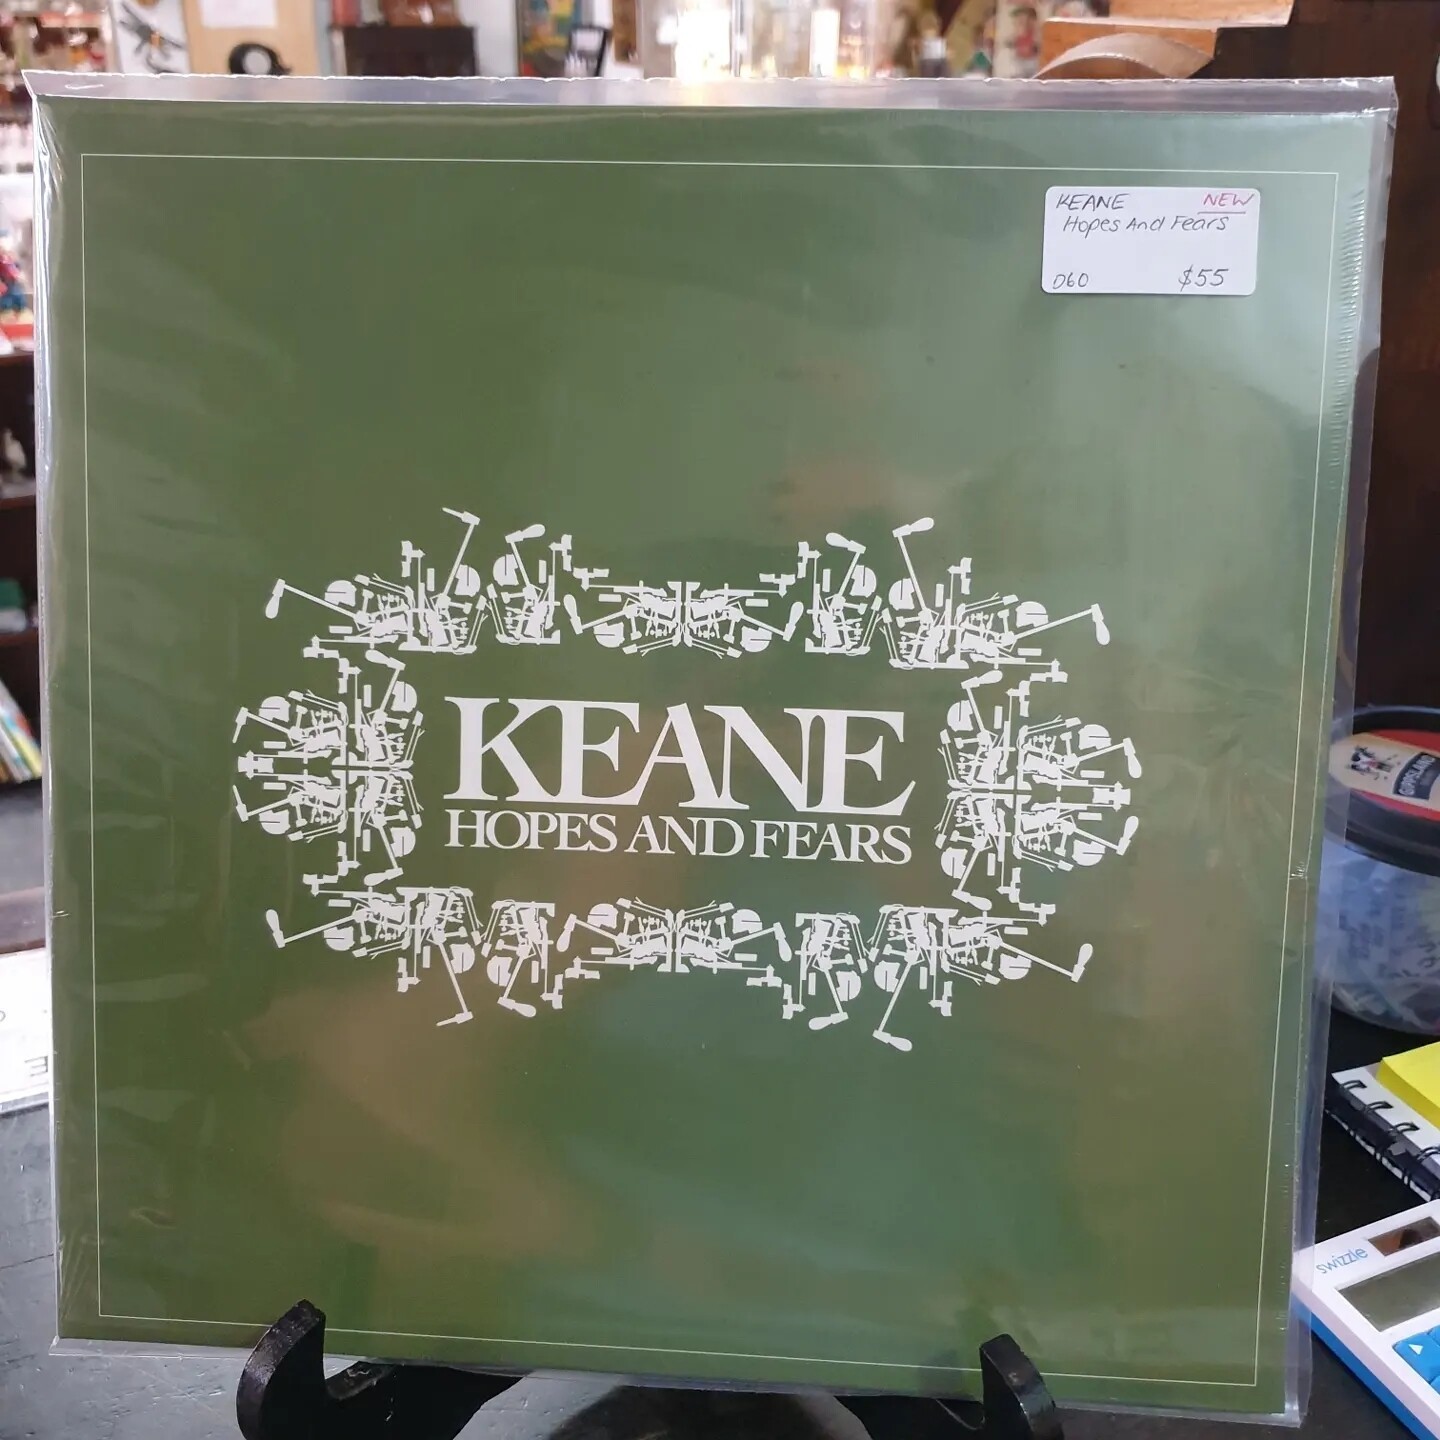 KEANE NEW
Hopes And Fears
D60 $55
KEANE
HOPES AND FEARS
swizzle